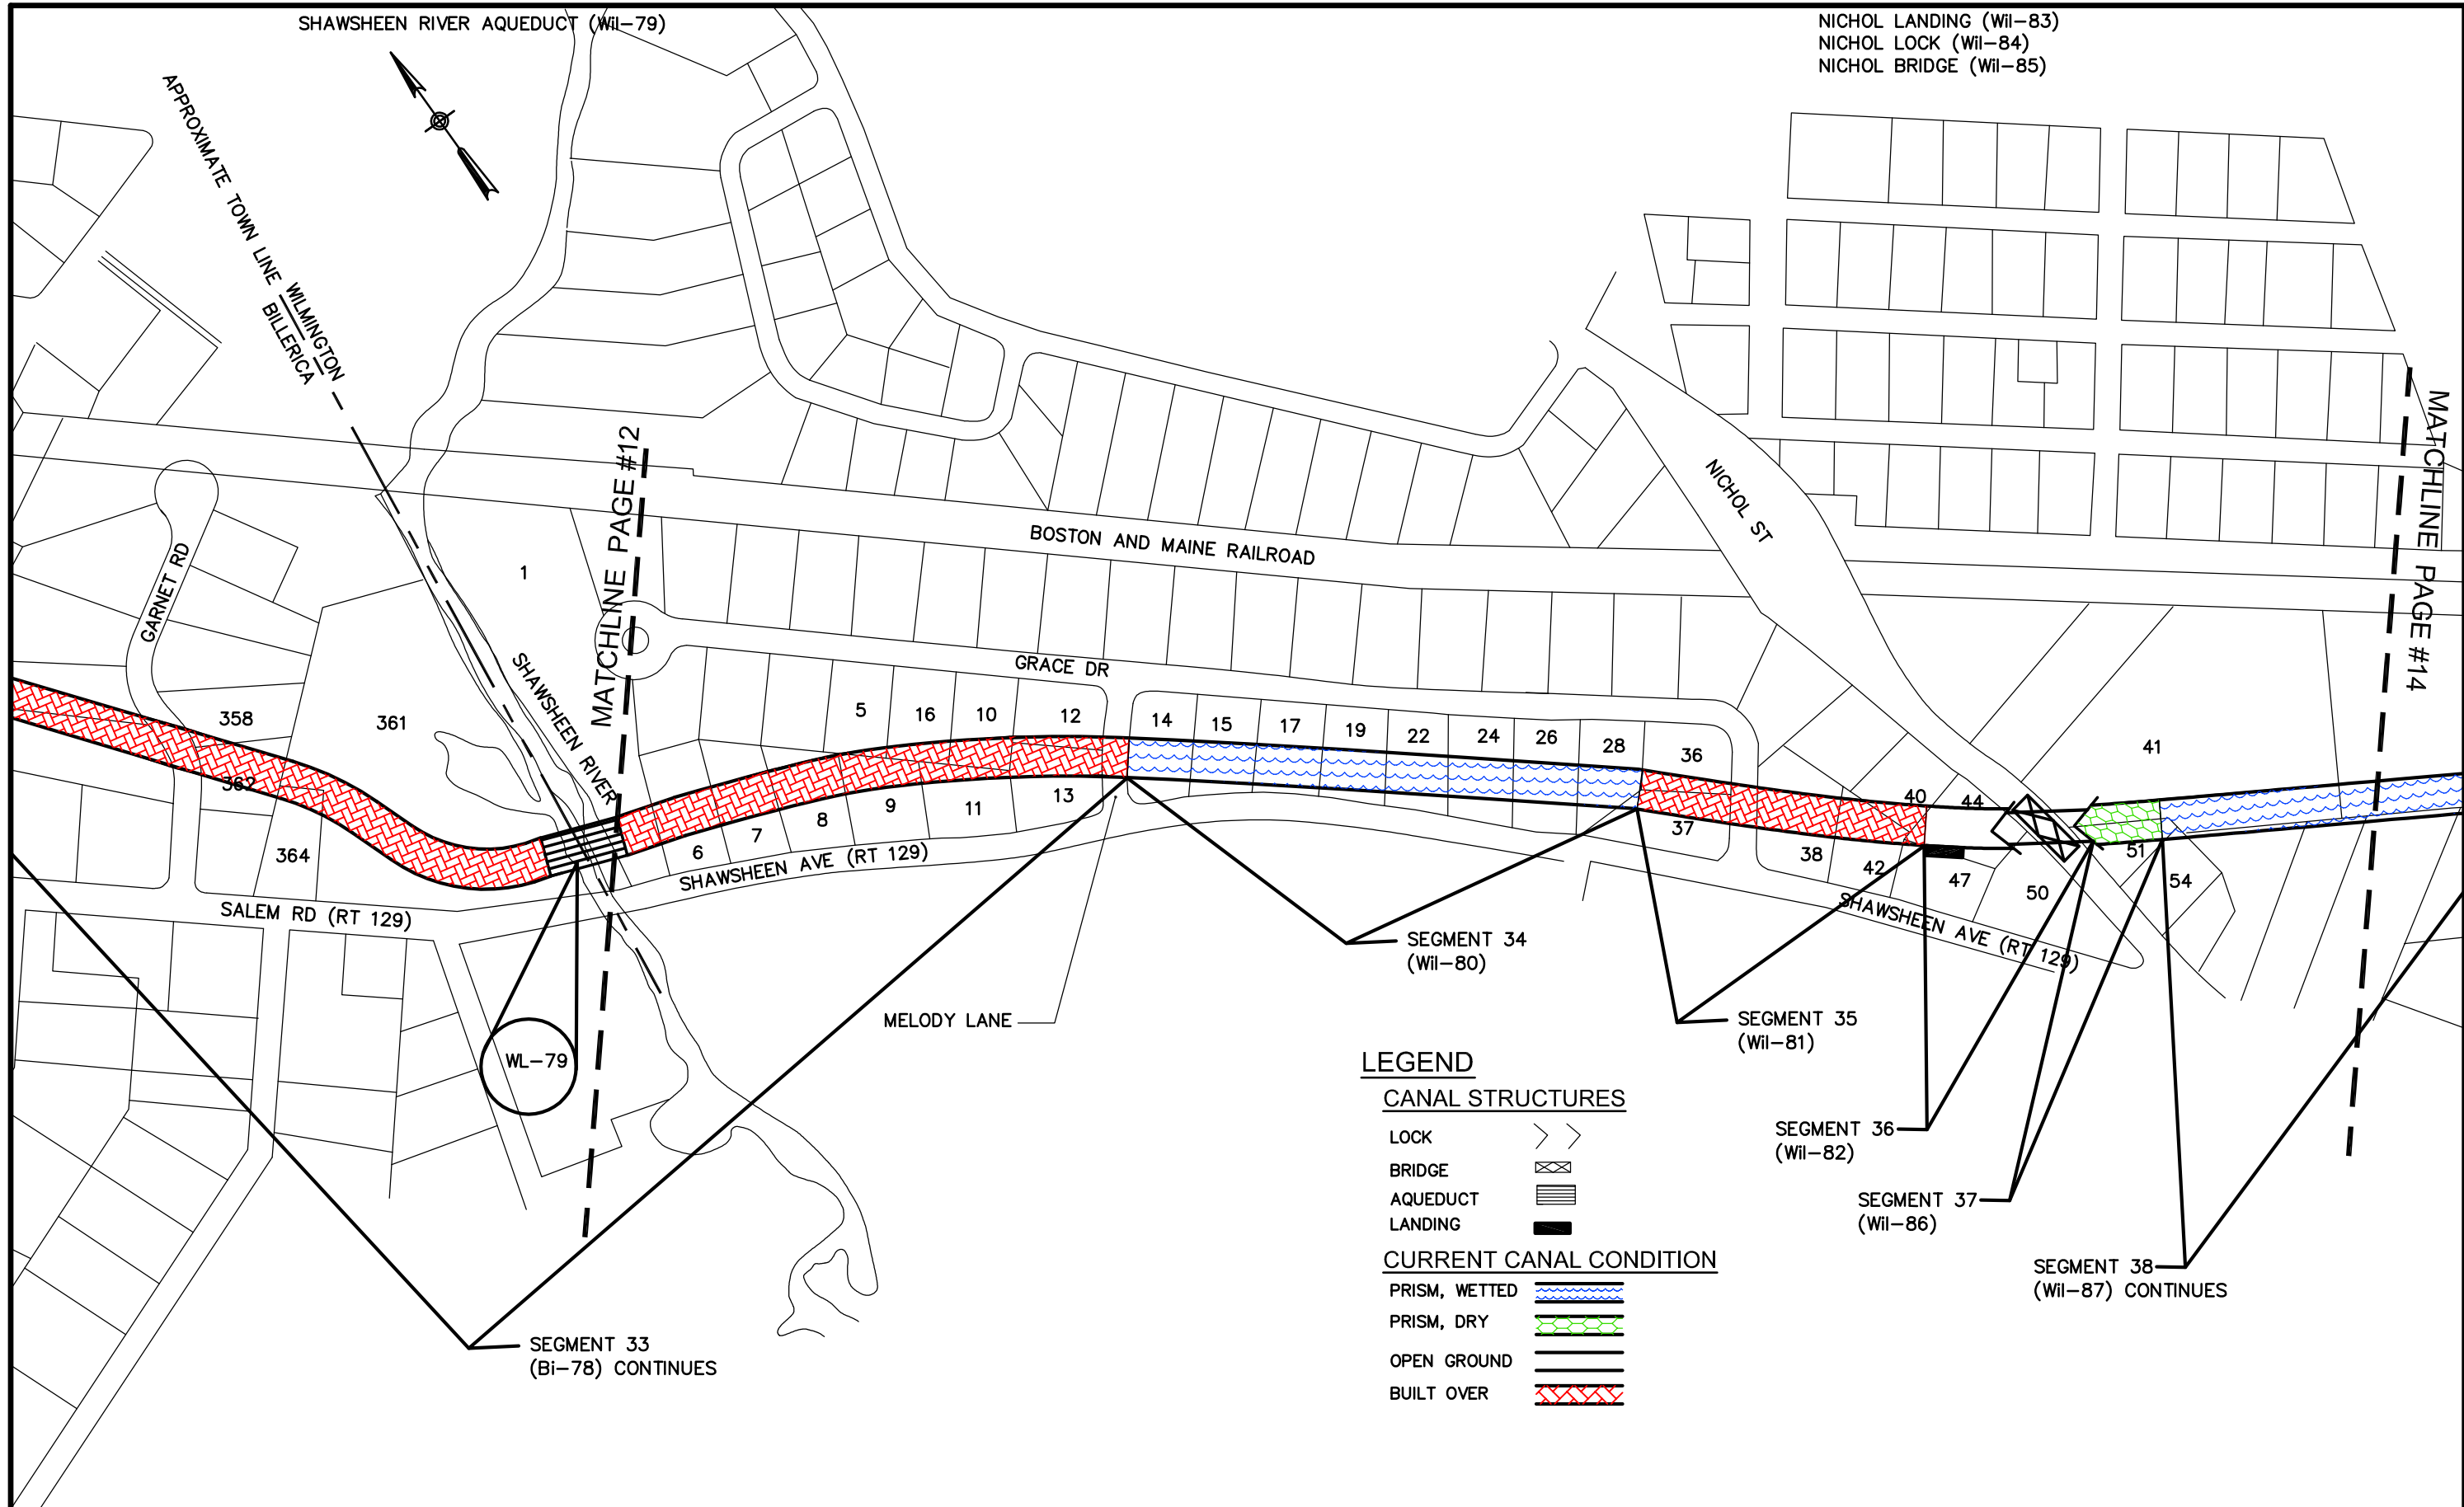 SHAWSHEEN RIVER AQUEDUCT (Wil-79)
NICHOL LANDING (Wil-83)
NICHOL LOCK (Wil-84)
NICHOL BRIDGE (Wil-85)
APPROXIMATE TOWN LINE
WILMINGTON
BILLERICA
MATCHLINE PAGE #12
MATCHLINE PAGE #14
NICHOL ST
BOSTON AND MAINE RAILROAD
GARNET RD
1
SHAWSHEEN RIVER
GRACE DR
358
361
362
364
5
16
10
12
14
15
17
19
22
24
26
28
36
40
44
41
6
7
8
9
11
13
37
38
42
47
50
51
54
SHAWSHEEN AVE (RT 129)
SHAWSHEEN AVE (RT 129)
SALEM RD (RT 129)
MELODY LANE
WL-79
SEGMENT 34
(Wil-80)
SEGMENT 35
(Wil-81)
SEGMENT 36
(Wil-82)
SEGMENT 37
(Wil-86)
SEGMENT 38
(Wil-87) CONTINUES
SEGMENT 33
(Bi-78) CONTINUES
LEGEND
CANAL STRUCTURES
LOCK
BRIDGE
AQUEDUCT
LANDING
CURRENT CANAL CONDITION
PRISM, WETTED
PRISM, DRY
OPEN GROUND
BUILT OVER